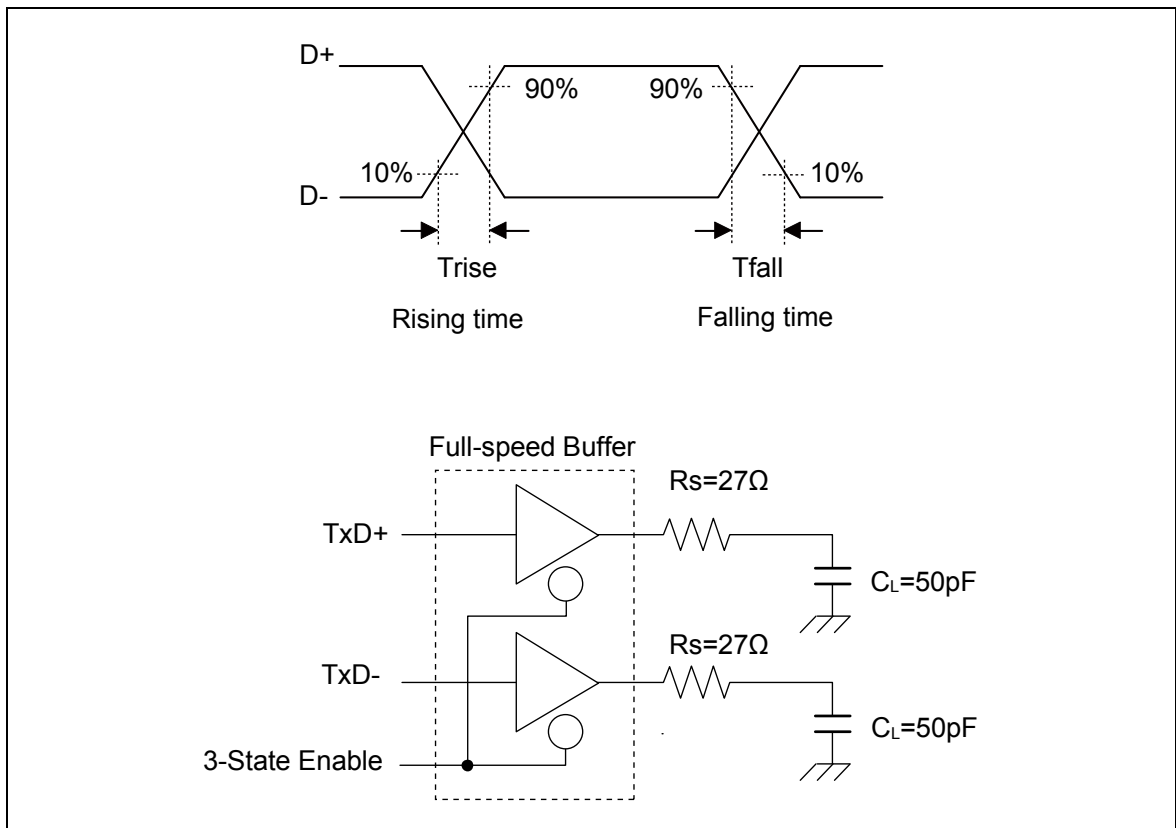 D+
90% 90%
10% 10%
D-
Trise Tfall
Rising time Falling time
Full-speed Buffer
Rs=27Ω
TxD+
CL=50pF
Rs=27Ω
TxD-
CL=50pF
3-State Enable